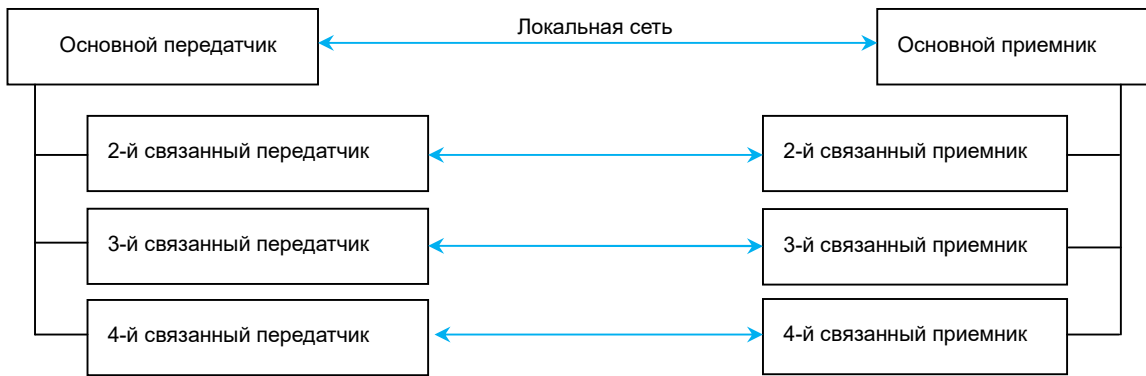 Основной передатчик
Локальная сеть
Основной приемник
2-й связанный передатчик
2-й связанный приемник
3-й связанный передатчик
3-й связанный приемник
4-й связанный передатчик
4-й связанный приемник